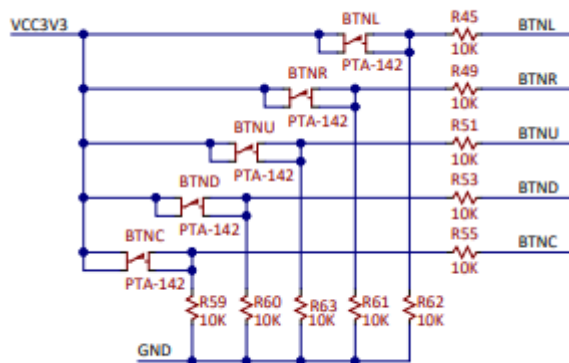 VCC3V3
BTNL
R45
BTNL
PTA-142
10K
BTNR
R49
BTNR
PTA-142
10K
BTNU
R51
BTNU
PTA-142
10K
BTND
R53
BTND
PTA-142
10K
BTNC
R55
BTNC
PTA-142
10K
R59
R60
R63
R61
R62
10K
10K
10K
10K
10K
GND